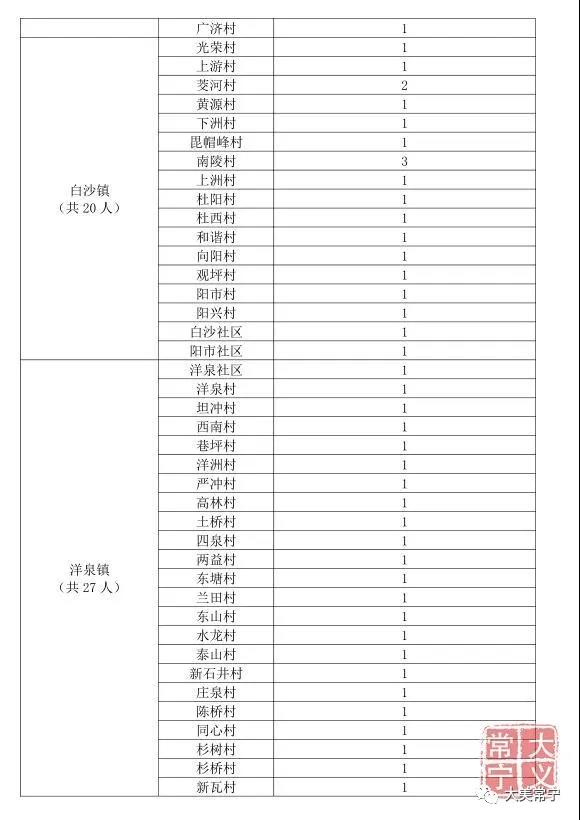 广济村 1
光荣村 1
上游村 1
茭河村 2
黄源村 1
下洲村 1
毘帽峰村 1
南陵村 3
上洲村 1
杜阳村 1
杜西村 1
和谐村 1
向阳村 1
观坪村 1
阳市村 1
阳兴村 1
白沙社区 1
阳市社区 1
白沙镇
（共 20 人）
洋泉社区 1
洋泉村 1
坦冲村 1
西南村 1
巷坪村 1
洋洲村 1
严冲村 1
高林村 1
土桥村 1
四泉村 1
两益村 1
东塘村 1
兰田村 1
东山村 1
水龙村 1
泰山村 1
新石井村 1
庄泉村 1
陈桥村 1
同心村 1
杉树村 1
杉桥村 1
新瓦村 1
洋泉镇
（共 27 人）
大义
常宁
大美常宁